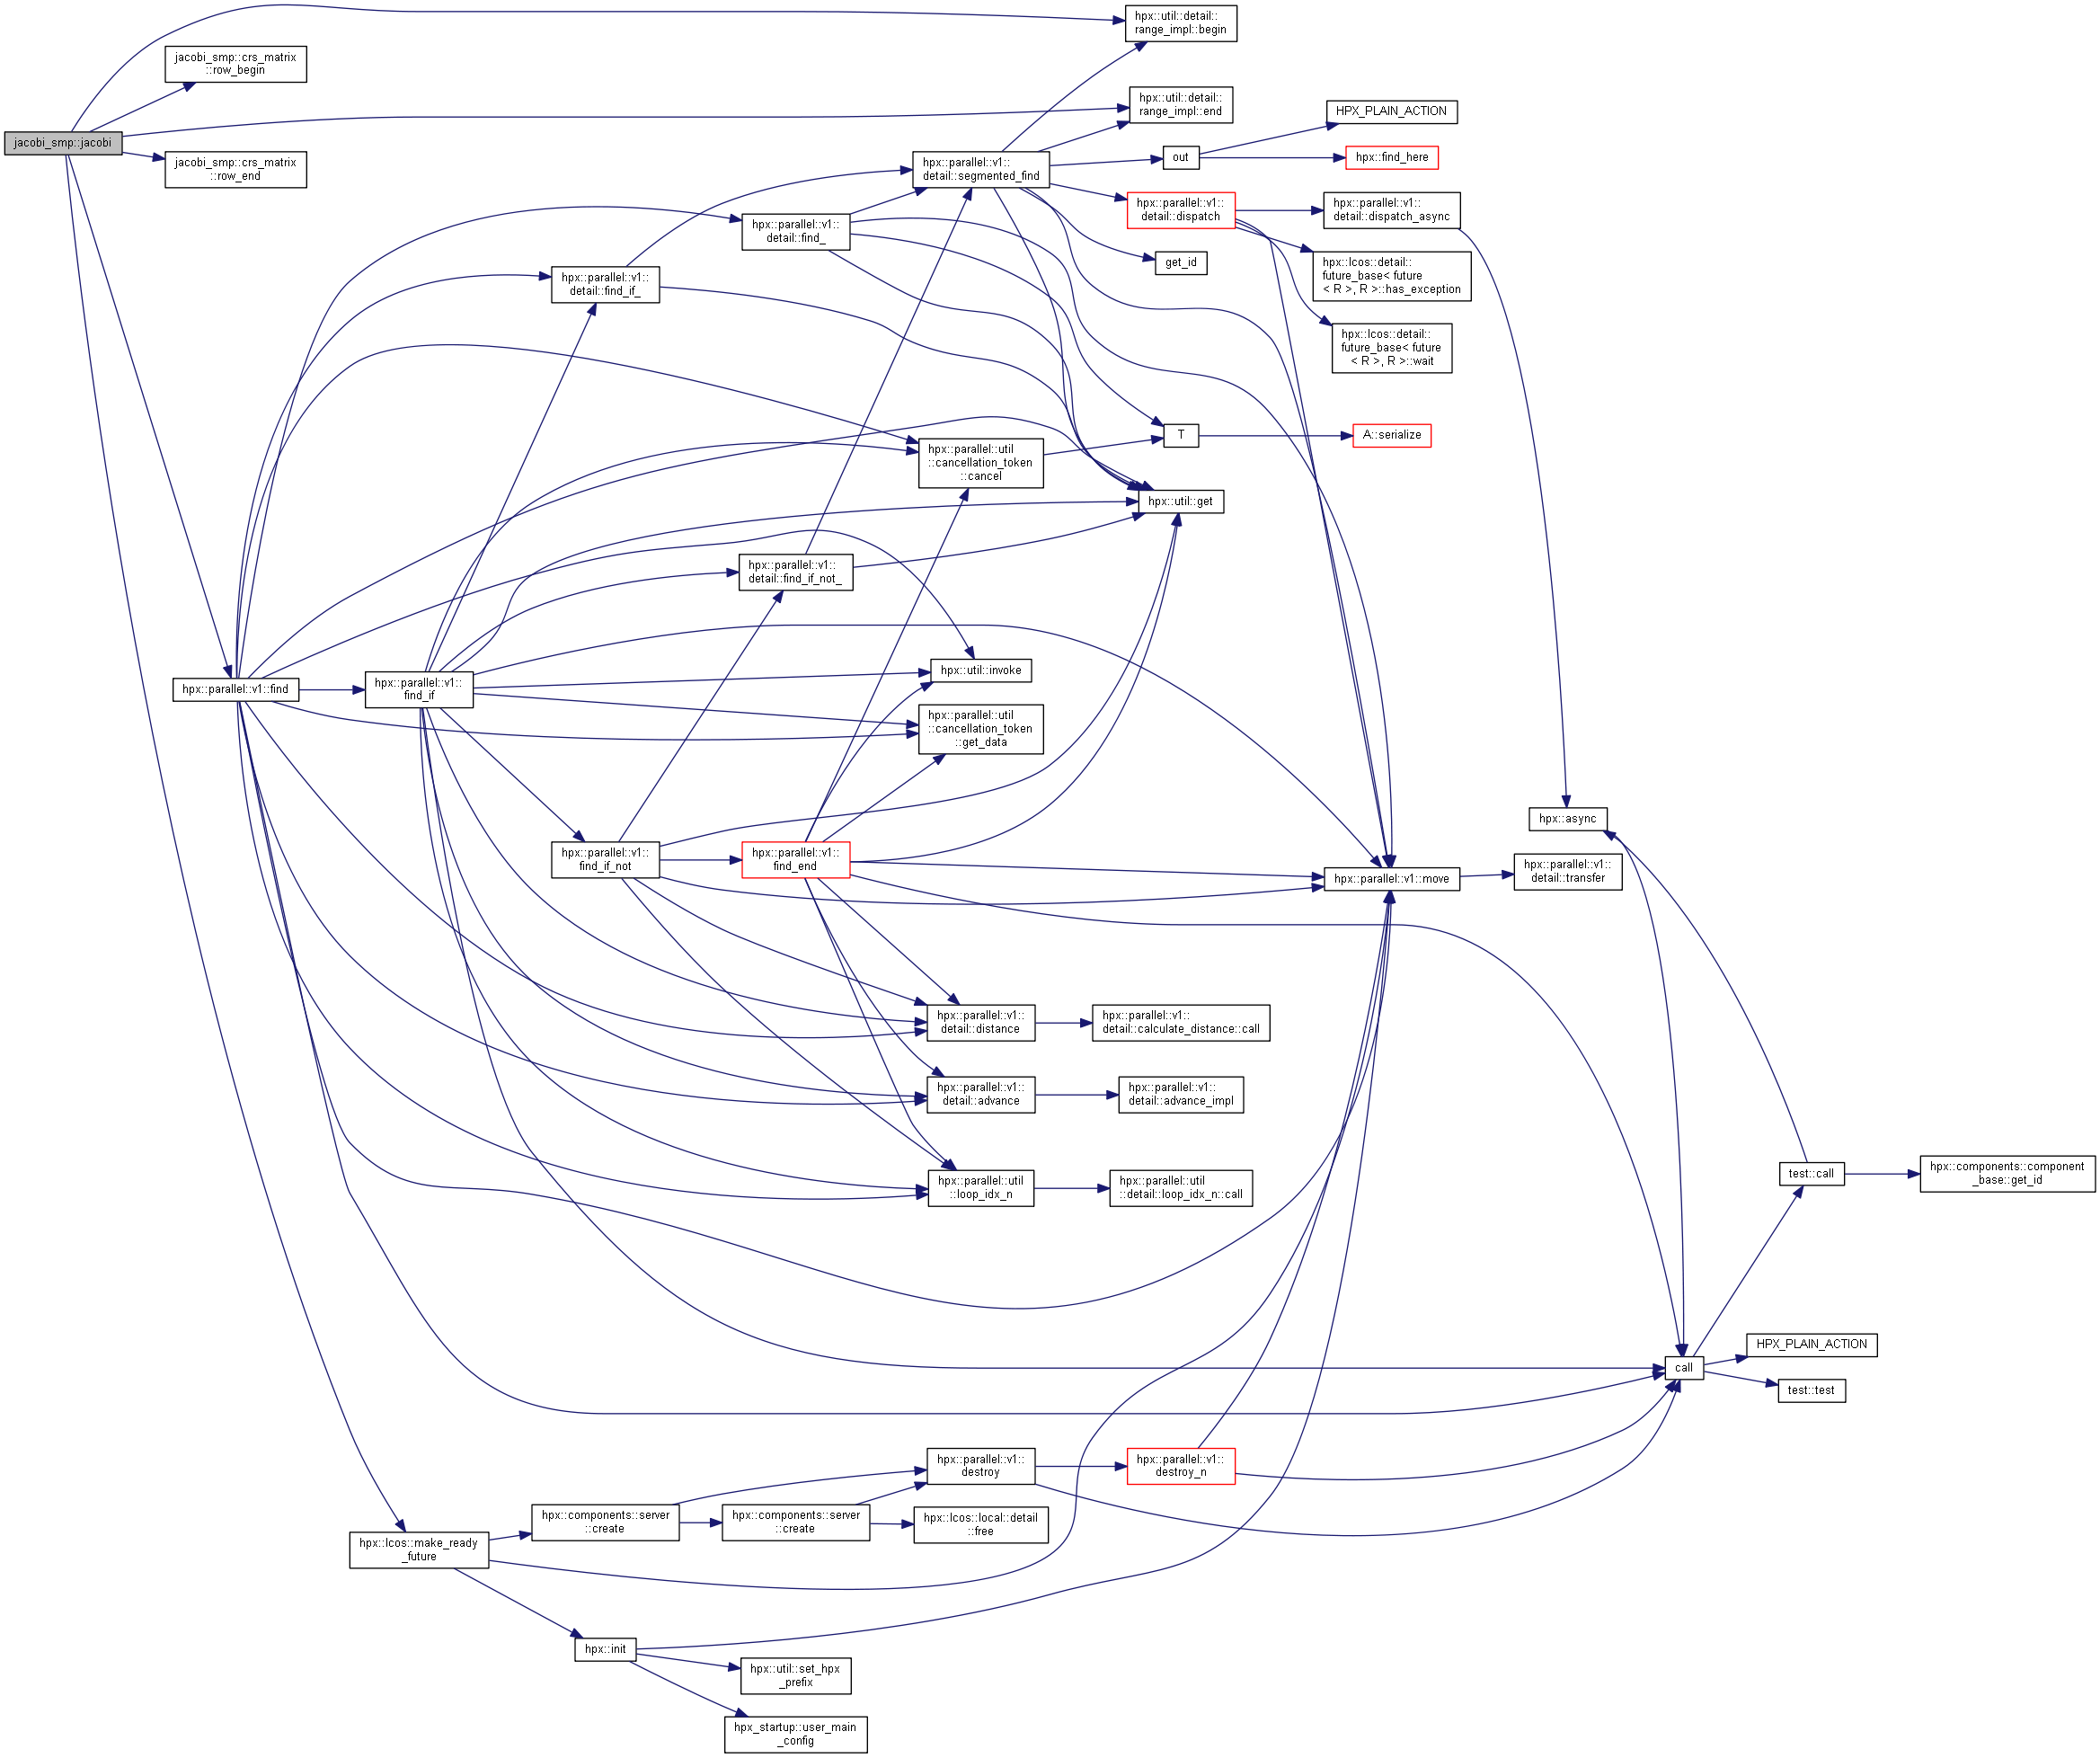 jacobi_smp::jacobi
jacobi_smp::crs_matrix
::row_begin
jacobi_smp::crs_matrix
::row_end
hpx::parallel::v1::find
hpx::lcos::make_ready
_future
hpx::parallel::v1::
find_if
hpx::parallel::v1::
detail::find_if_
hpx::parallel::v1::
find_if_not
hpx::components::server
::create
hpx::init
hpx::parallel::v1::
detail::find_
hpx::parallel::v1::
detail::find_if_not_
hpx::parallel::v1::
find_end
hpx::components::server
::create
hpx::util::set_hpx
_prefix
hpx_startup::user_main
_config
hpx::parallel::v1::
detail::segmented_find
hpx::parallel::util
::cancellation_token
::cancel
hpx::util::invoke
hpx::parallel::util
::cancellation_token
::get_data
hpx::parallel::v1::
detail::distance
hpx::parallel::v1::
detail::advance
hpx::parallel::util
::loop_idx_n
hpx::parallel::v1::
destroy
hpx::lcos::local::detail
::free
hpx::util::detail::
range_impl::begin
hpx::util::detail::
range_impl::end
out
hpx::parallel::v1::
detail::dispatch
get_id
T
hpx::util::get
hpx::parallel::v1::
detail::calculate_distance::call
hpx::parallel::v1::
detail::advance_impl
hpx::parallel::util
::detail::loop_idx_n::call
hpx::parallel::v1::
destroy_n
HPX_PLAIN_ACTION
hpx::find_here
hpx::parallel::v1::
detail::dispatch_async
hpx::lcos::detail::
future_base< future
< R >, R >::has_exception
hpx::lcos::detail::
future_base< future
< R >, R >::wait
A::serialize
hpx::parallel::v1::move
hpx::async
hpx::parallel::v1::
detail::transfer
call
test::call
HPX_PLAIN_ACTION
test::test
hpx::components::component
_base::get_id